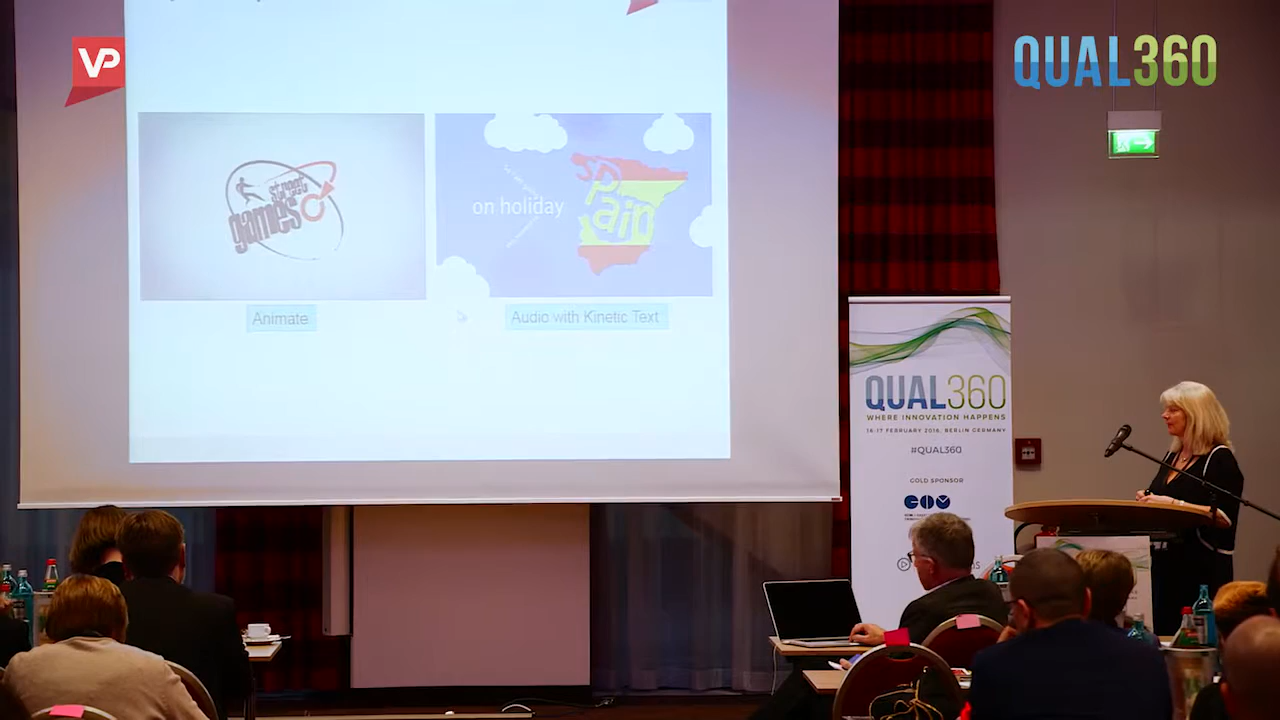 VP
QUAL360
street
games
on holiday
spain
Animate
Audio with Kinetic Text
QUAL360
WHERE INNOVATION HAPPENS
16-17 FEBRUARY 2016, BERLIN GERMANY
#QUAL360
GOLD SPONSOR